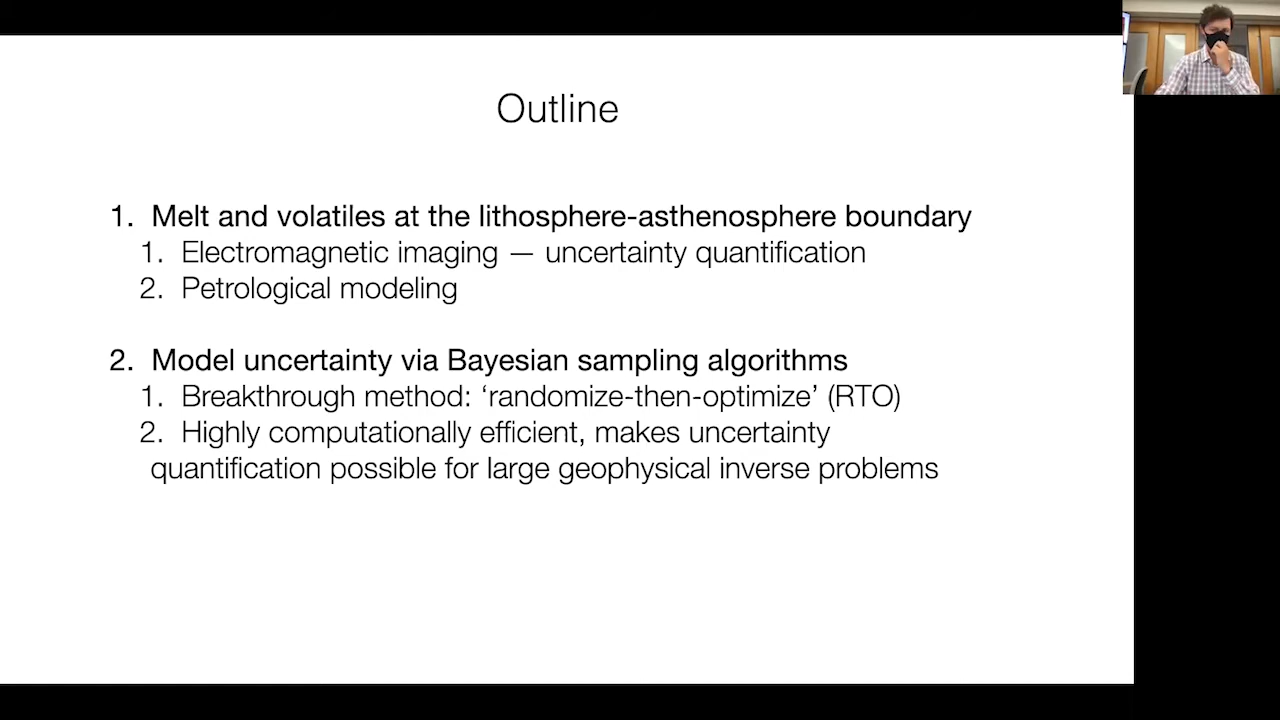 Outline
1. Melt and volatiles at the lithosphere-asthenosphere boundary
1. Electromagnetic imaging — uncertainty quantification
2. Petrological modeling
2. Model uncertainty via Bayesian sampling algorithms
1. Breakthrough method: ‘randomize-then-optimize’ (RTO)
2. Highly computationally efficient, makes uncertainty
quantification possible for large geophysical inverse problems